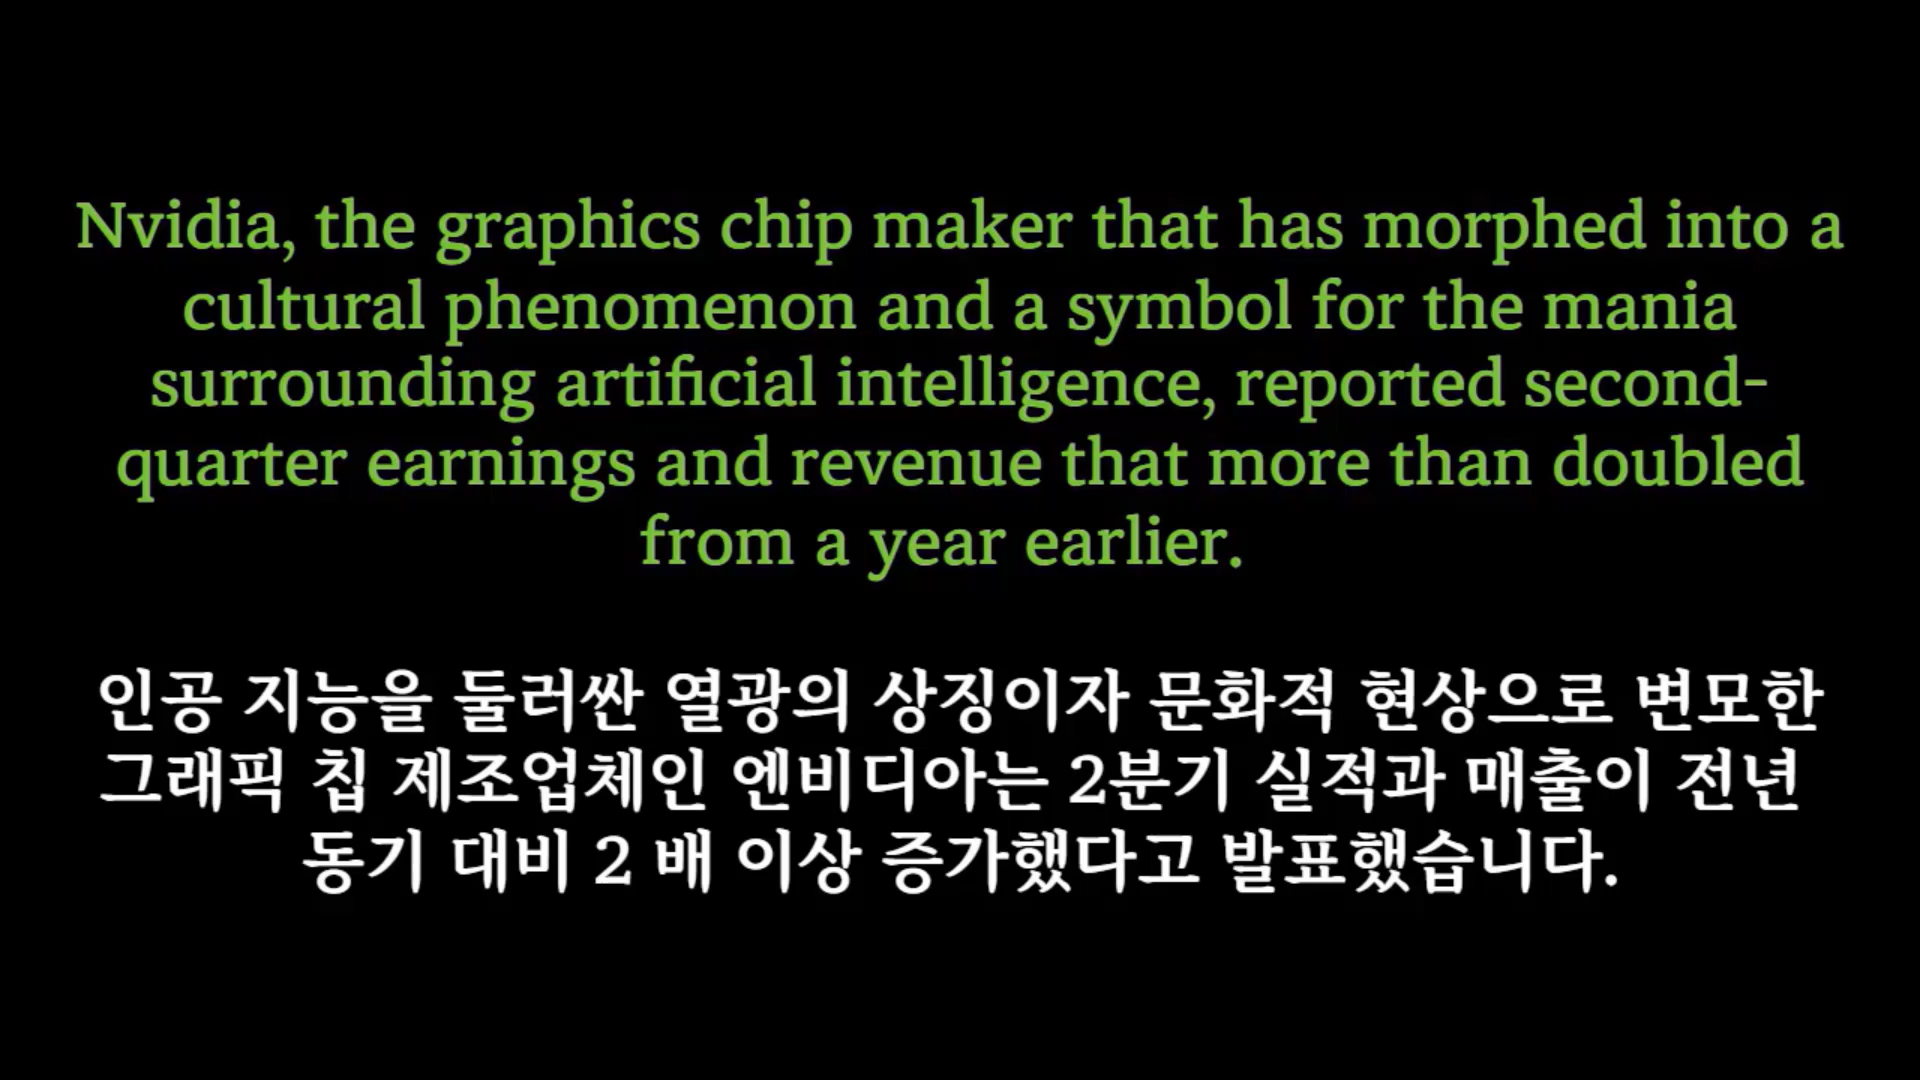 Nvidia, the graphics chip maker that has morphed into a
cultural phenomenon and a symbol for the mania
surrounding artificial intelligence, reported second-
quarter earnings and revenue that more than doubled
from a year earlier.
인공 지능을 둘러싼 열광의 상징이자 문화적 현상으로 변모한
그래픽 칩 제조업체인 엔비디아는 2분기 실적과 매출이 전년
동기 대비 2 배 이상 증가했다고 발표했습니다.